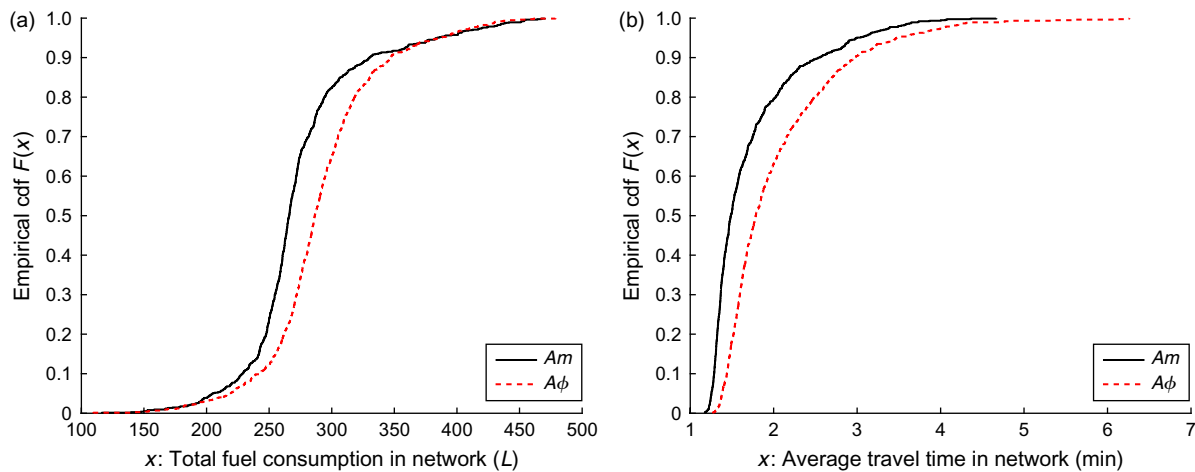 (a)
Empirical cdf F(x)
1.0
0.9
0.8
0.7
0.6
0.5
0.4
0.3
0.2
0.1
0
100 150 200 250 300 350 400 450 500
x: Total fuel consumption in network (L)
Am
Aϕ
(b)
Empirical cdf F(x)
1.0
0.9
0.8
0.7
0.6
0.5
0.4
0.3
0.2
0.1
0
1 2 3 4 5 6 7
x: Average travel time in network (min)
Am
Aϕ